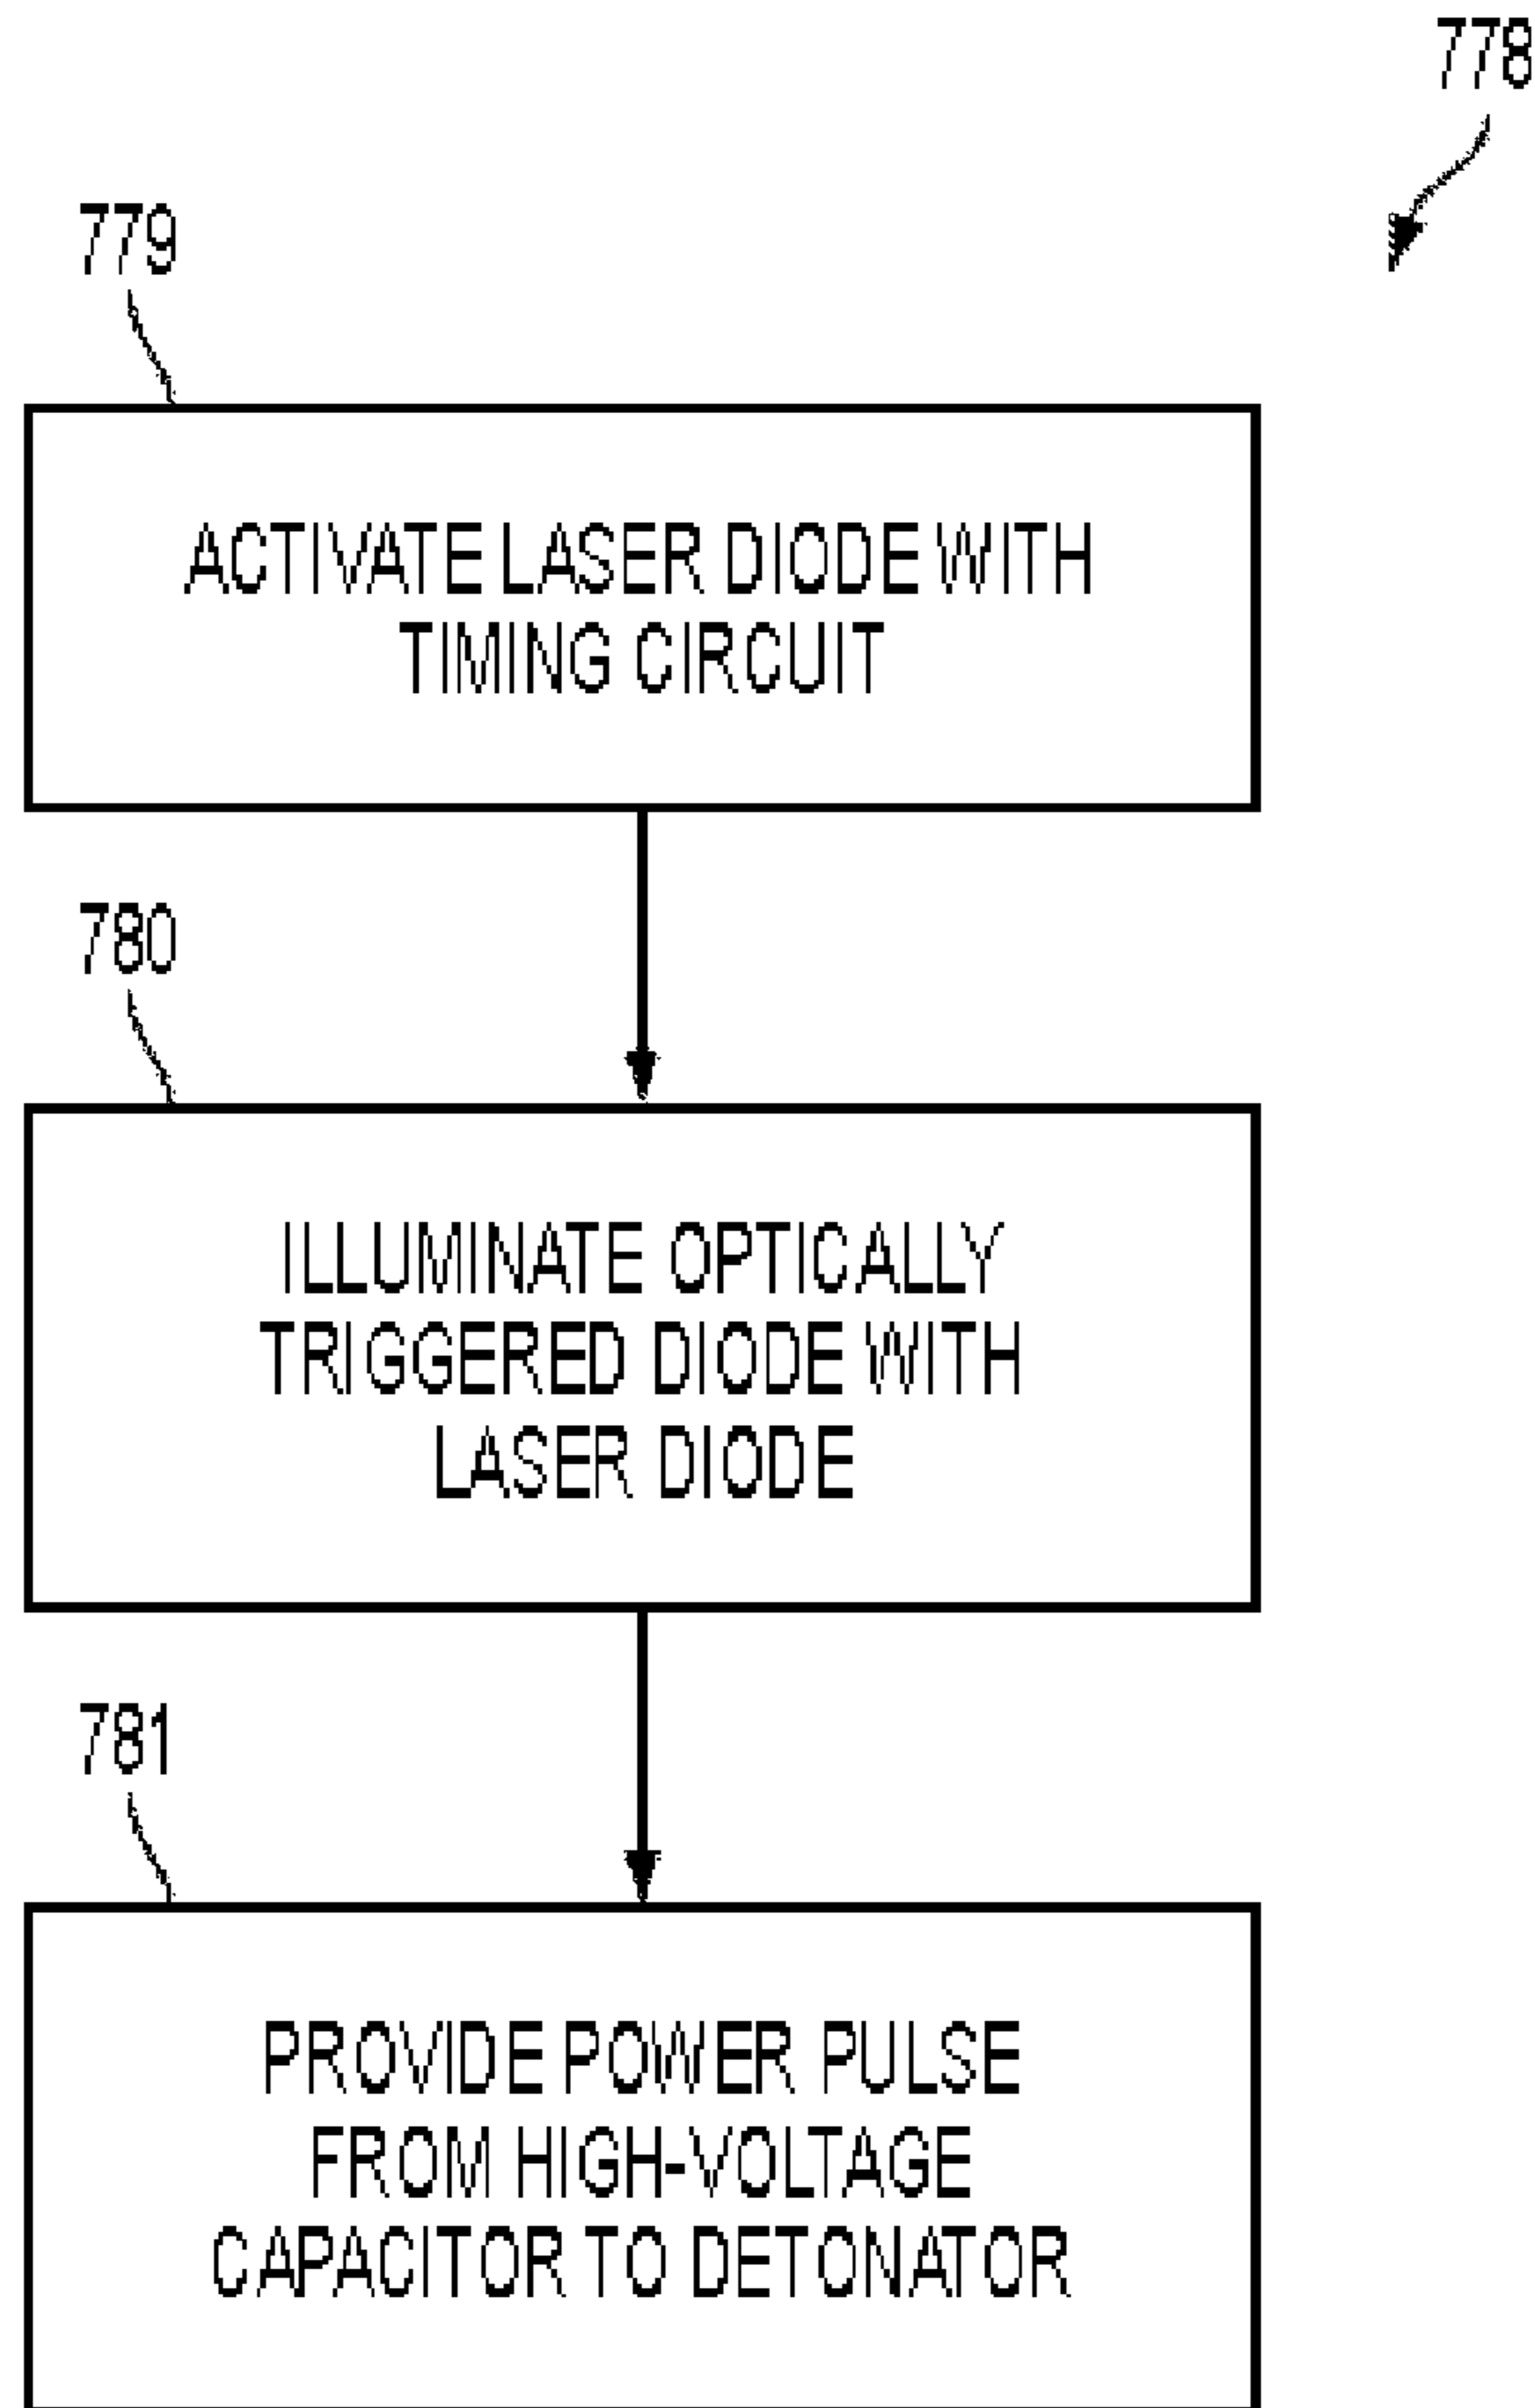 778
779
ACTIVATE LASER DIODE WITH
TIMING CIRCUIT
780
ILLUMINATE OPTICALLY
TRIGGERED DIODE WITH
LASER DIODE
781
PROVIDE POWER PULSE
FROM HIGH-VOLTAGE
CAPACITOR TO DETONATOR